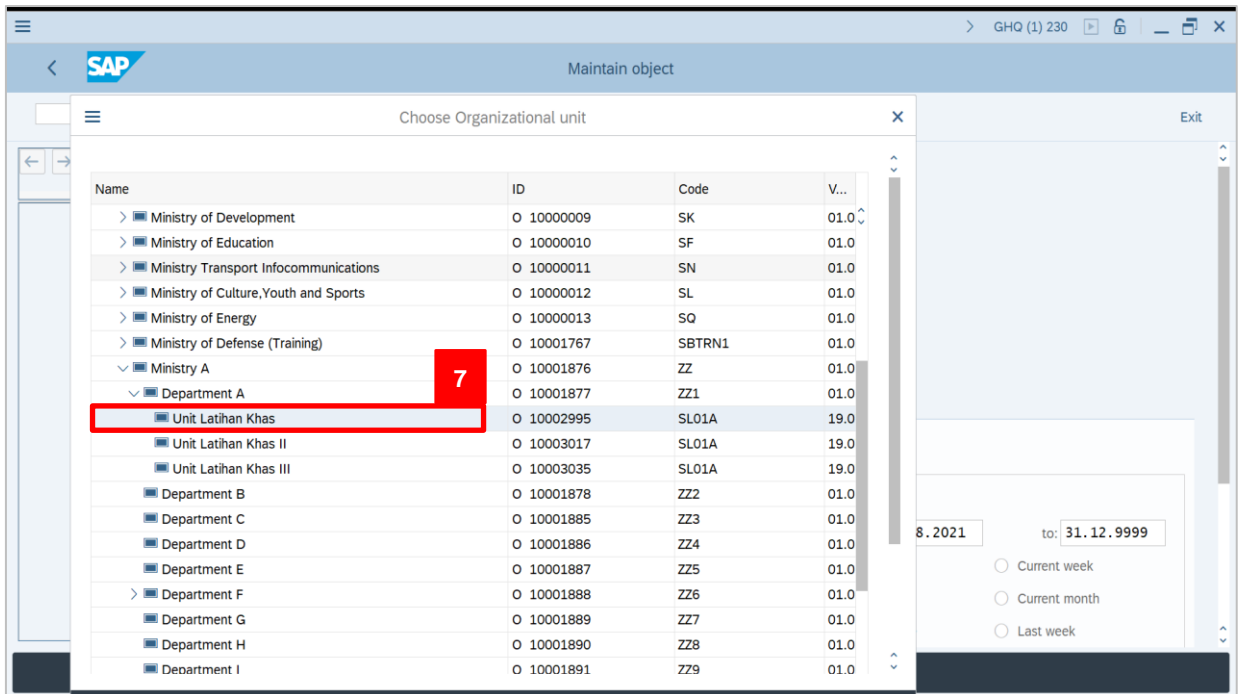 GHQ (1) 230
SAP
Maintain object
Choose Organizational unit
Exit
Name ID Code V...
Ministry of Development O 10000009 SK 01.0
Ministry of Education O 10000010 SF 01.0
Ministry Transport Infocommunications O 10000011 SN 01.0
Ministry of Culture,Youth and Sports O 10000012 SL 01.0
Ministry of Energy O 10000013 SQ 01.0
Ministry of Defense (Training) O 10001767 SBTRN1 01.0
Ministry A O 10001876 ZZ 01.0
7
Department A O 10001877 ZZ1 01.0
Unit Latihan Khas O 10002995 SL01A 19.0
Unit Latihan Khas II O 10003017 SL01A 19.0
Unit Latihan Khas III O 10003035 SL01A 19.0
Department B O 10001878 ZZ2 01.0
Department C O 10001885 ZZ3 01.0
Department D O 10001886 ZZ4 01.0
8.2021 to: 31.12.9999
Department E O 10001887 ZZ5 01.0
Current week
Department F O 10001888 ZZ6 01.0
Current month
Department G O 10001889 ZZ7 01.0
Last week
Department H O 10001890 ZZ8 01.0
Department I O 10001891 ZZ9 01.0